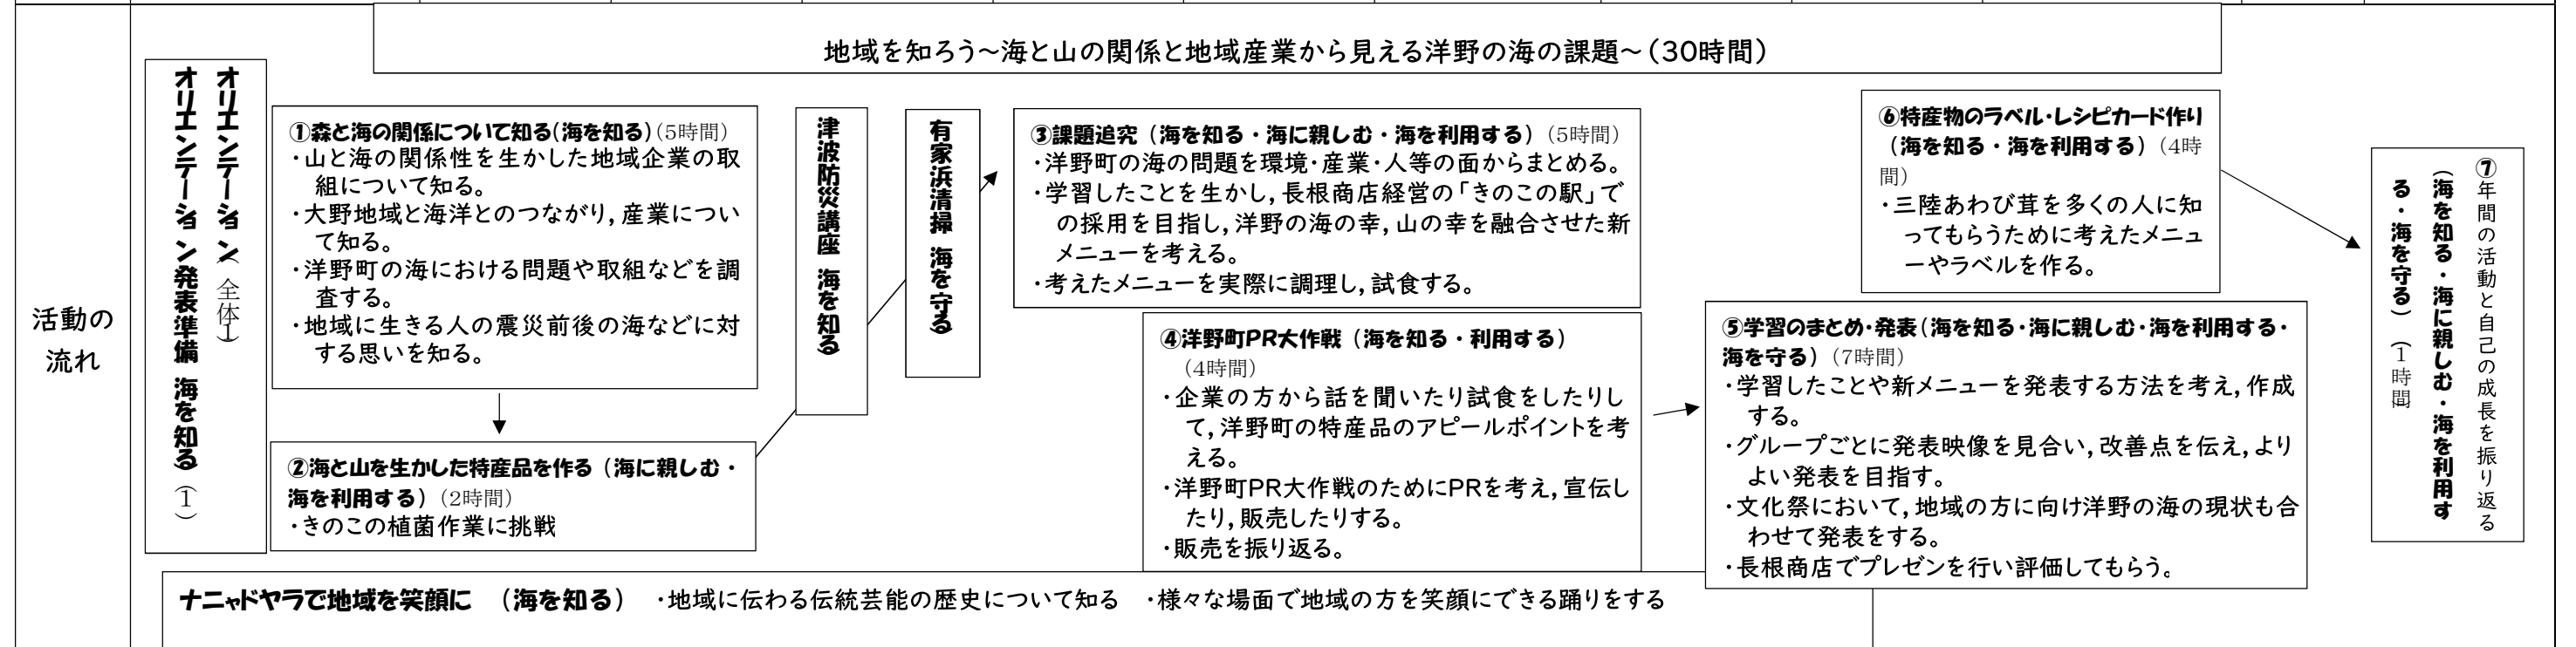 地域を知ろう～海と山の関係と地域産業から見える洋野の海の課題～（30時間）
活動の
流れ
オリエンテーション（全体1）
オリエンテーション発表準備　海を知る（1）
①森と海の関係について知る（海を知る）（5時間）
・山と海の関係性を生かした地域企業の取
組について知る。
・大野地域と海洋とのつながり，産業につい
て知る。
・洋野町の海における問題や取組などを調
査する。
・地域に生きる人の震災前後の海などに対
する思いを知る。
②海と山を生かした特産品を作る（海に親しむ・
海を利用する）（2時間）
・きのこの植菌作業に挑戦
津波防災講座　海を知る
有家浜清掃　海を守る
③課題追究（海を知る・海に親しむ・海を利用する）（5時間）
・洋野町の海の問題を環境・産業・人等の面からまとめる。
・学習したことを生かし，長根商店経営の「きのこの駅」で
の採用を目指し，洋野の海の幸，山の幸を融合させた新
メニューを考える。
・考えたメニューを実際に調理し，試食する。
④洋野町PR大作戦（海を知る・利用する）
（4時間）
・企業の方から話を聞いたり試食をしたりし
て，洋野町の特産品のアピールポイントを考
える。
・洋野町PR大作戦のためにPRを考え，宣伝し
たり，販売したりする。
・販売を振り返る。
⑤学習のまとめ・発表（海を知る・海に親しむ・海を利用する・
海を守る）（7時間）
・学習したことや新メニューを発表する方法を考え，作成
する。
・グループごとに発表映像を見合い，改善点を伝え，より
よい発表を目指す。
・文化祭において，地域の方に向け洋野の海の現状も合
わせて発表をする。
・長根商店でプレゼンを行い評価してもらう。
⑥特産物のラベル・レシピカード作り
（海を知る・海を利用する）（4時
間）
・三陸あわび茸を多くの人に知
ってもらうために考えたメニュ
ーやラベルを作る。
⑦年間の活動と自己の成長を振り返る
（海を知る・海に親しむ・海を利用す
る・海を守る）（1時間
ナニャドヤラで地域を笑顔に　（海を知る）　・地域に伝わる伝統芸能の歴史について知る　・様々な場面で地域の方を笑顔にできる踊りをする